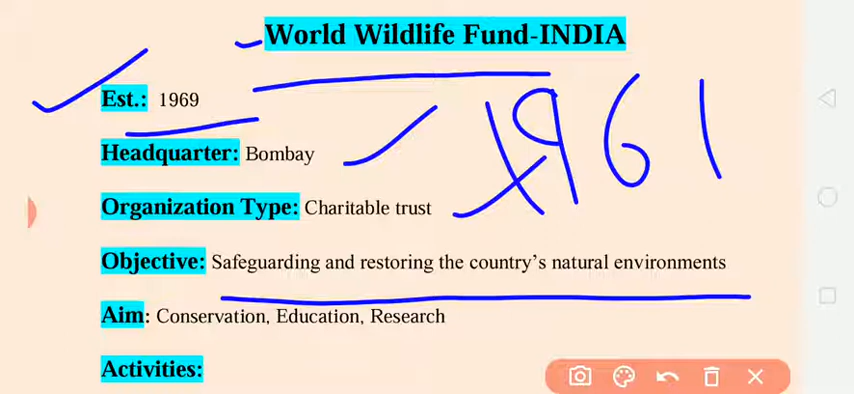 World Wildlife Fund-INDIA
Est.: 1969
1961
Headquarter: Bombay
Organization Type: Charitable trust
Objective: Safeguarding and restoring the country’s natural environments
Aim: Conservation, Education, Research
Activities: